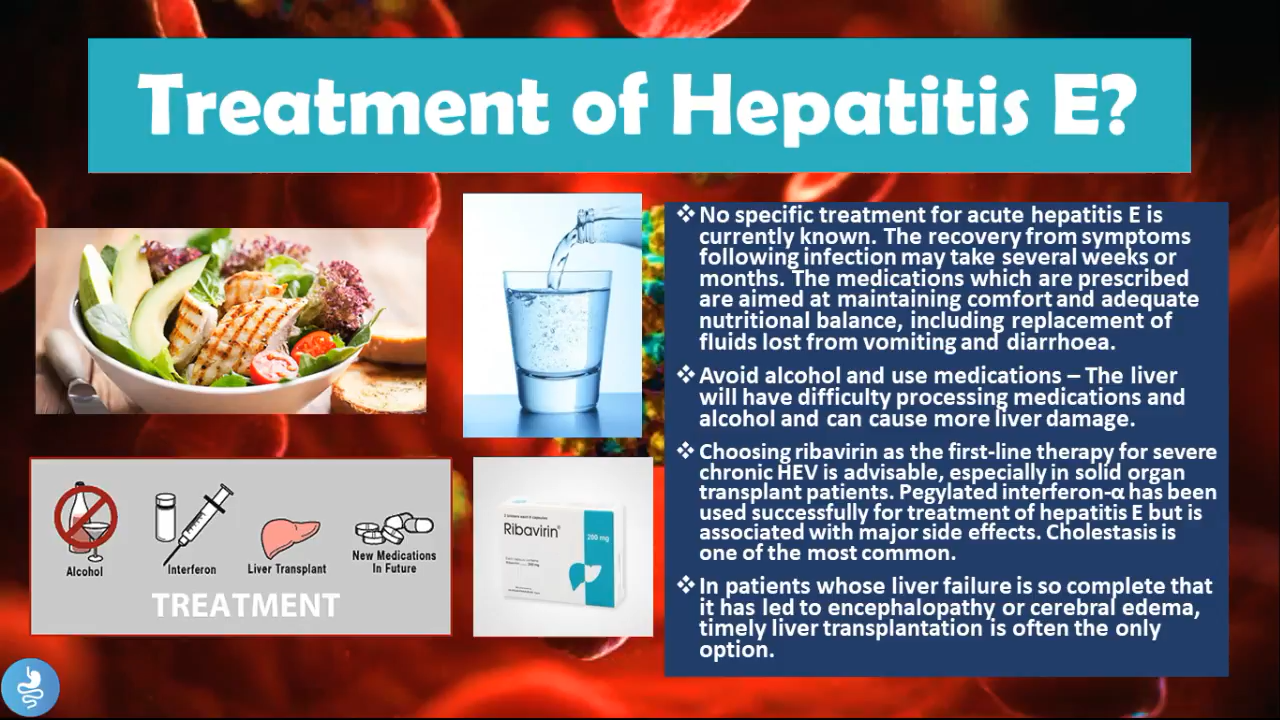 Treatment of Hepatitis E?
❖ No specific treatment for acute hepatitis E is
currently known. The recovery from symptoms
following infection may take several weeks or
months. The medications which are prescribed
are aimed at maintaining comfort and adequate
nutritional balance, including replacement of
fluids lost from vomiting and diarrhoea.
❖ Avoid alcohol and use medications – The liver
will have difficulty processing medications and
alcohol and can cause more liver damage.
❖ Choosing ribavirin as the first-line therapy for severe
chronic HEV is advisable, especially in solid organ
transplant patients. Pegylated interferon-α has been
used successfully for treatment of hepatitis E but is
associated with major side effects. Cholestasis is
one of the most common.
❖ In patients whose liver failure is so complete that
it has led to encephalopathy or cerebral edema,
timely liver transplantation is often the only
option.
Alcohol
Interferon
Liver Transplant
New Medications
In Future
TREATMENT
Ribavirin®
200 mg